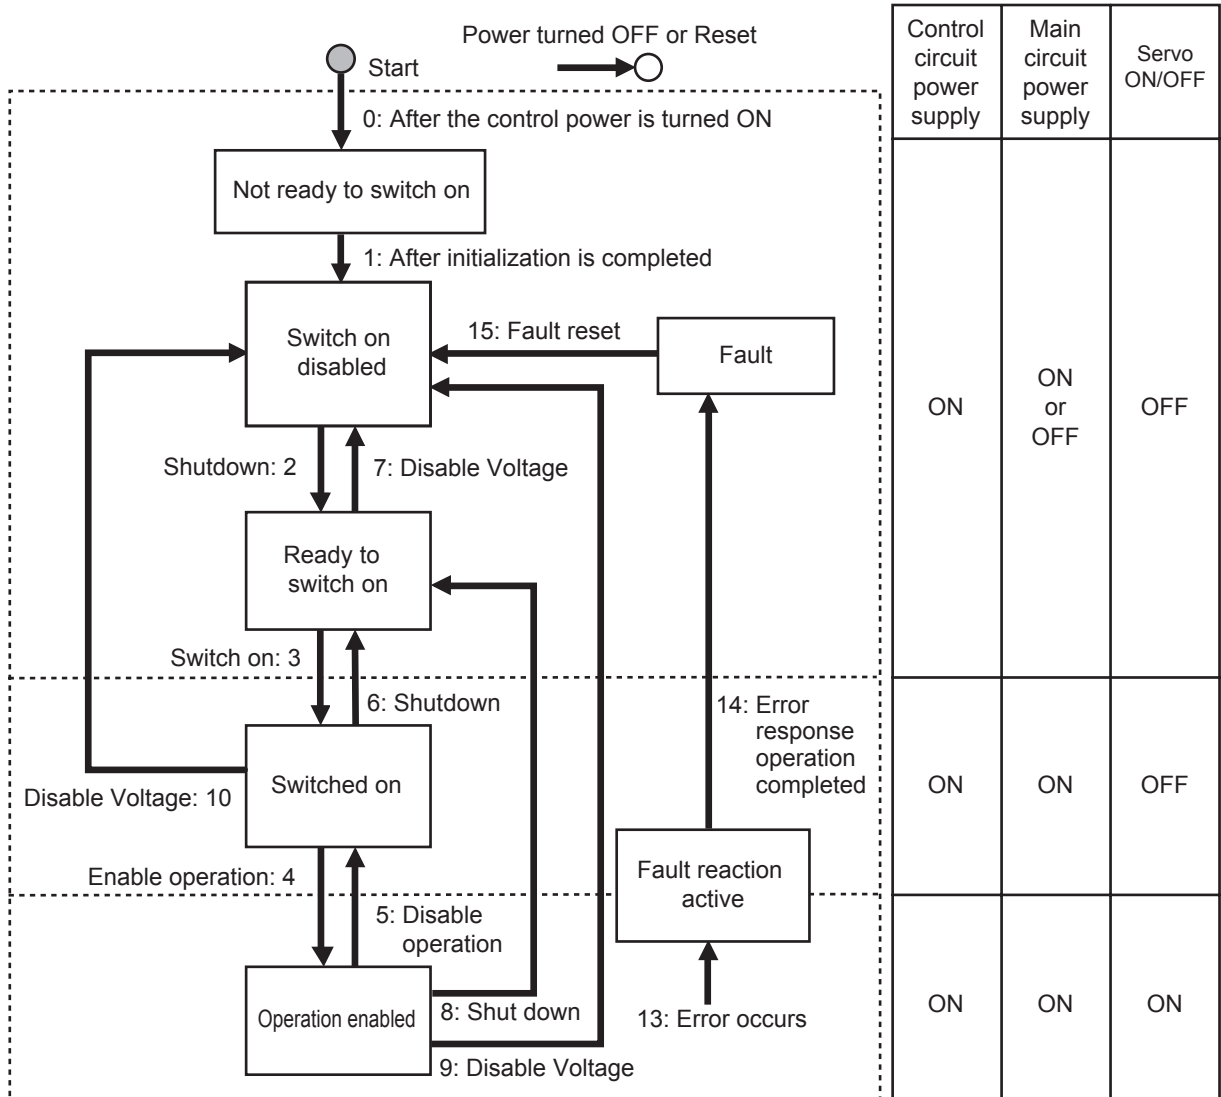 Power turned OFF or Reset
Start
0: After the control power is turned ON
Not ready to switch on
1: After initialization is completed
Switch on
disabled
15: Fault reset
Fault
Shutdown: 2
7: Disable Voltage
Ready to
switch on
Switch on: 3
6: Shutdown
14: Error
response
operation
completed
Switched on
Disable Voltage: 10
Enable operation: 4
Fault reaction
active
5: Disable
operation
Operation enabled
8: Shut down
13: Error occurs
9: Disable Voltage
Control
circuit
power
supply
Main
circuit
power
supply
Servo
ON/OFF
ON
ON
or
OFF
OFF
ON
ON
OFF
ON
ON
ON